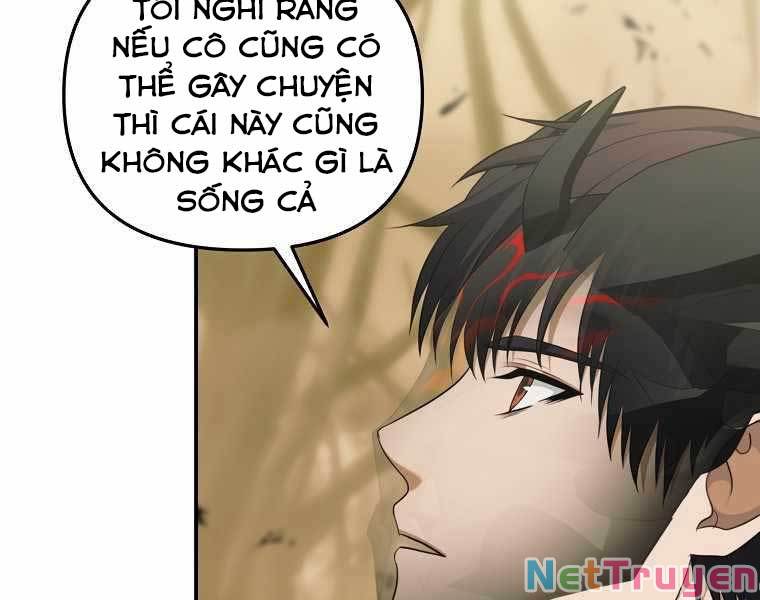 TÔI NGHĨ RẰNG
NẾU CÔ CŨNG CÓ
THỂ GÂY CHUYỆN
THÌ CÁI NÀY CŨNG
KHÔNG KHÁC GÌ LÀ
SỐNG CẢ
NetTruyen